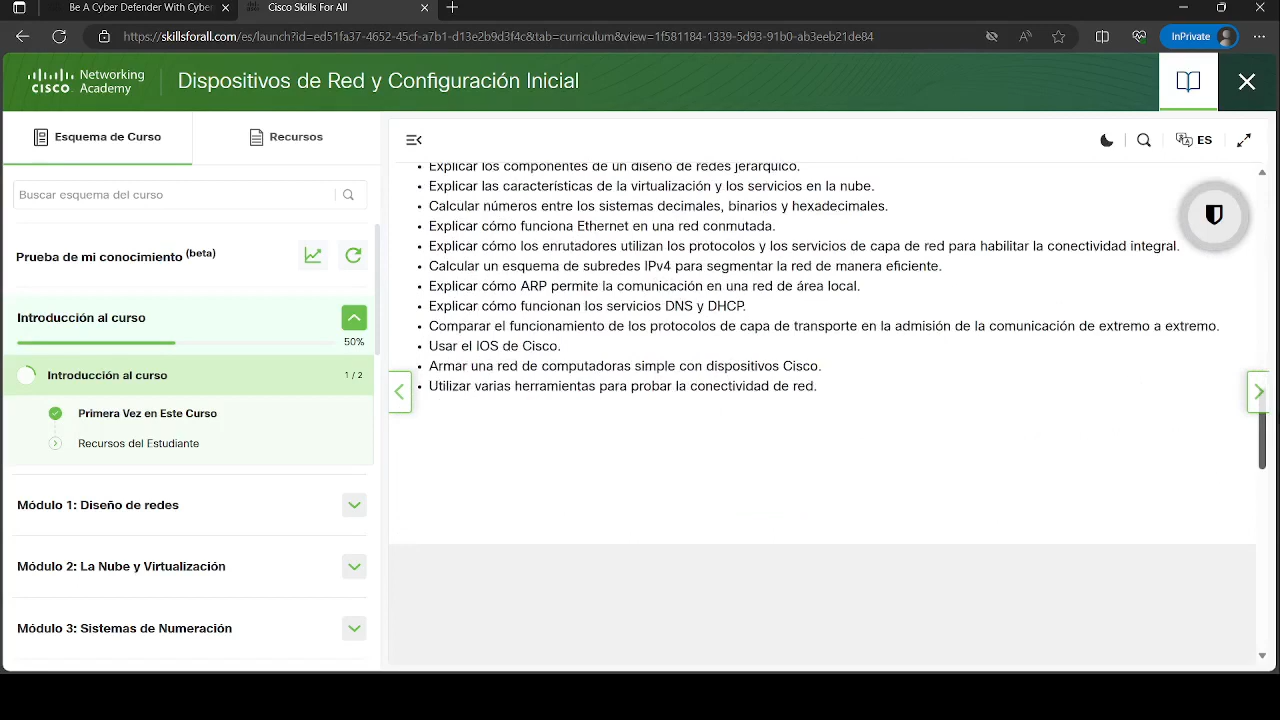 Be A Cyber Defender With Cyber
Cisco Skills For All
https://skillsforall.com/es/launch?id=ed51fa37-4652-45cf-a7b1-d13e2b9d3f4c&tab=curriculum&view=1f581184-1339-5d93-91b0-ab3eeb21de84
InPrivate
CISCO Networking Academy
Dispositivos de Red y Configuración Inicial
Esquema de Curso
Recursos
ES
Buscar esquema del curso
Prueba de mi conocimiento (beta)
Introducción al curso
50%
Introducción al curso
1 / 2
Primera Vez en Este Curso
Recursos del Estudiante
Módulo 1: Diseño de redes
Módulo 2: La Nube y Virtualización
Módulo 3: Sistemas de Numeración
• Explicar los componentes de un diseño de redes jerárquico.
• Explicar las características de la virtualización y los servicios en la nube.
• Calcular números entre los sistemas decimales, binarios y hexadecimales.
• Explicar cómo funciona Ethernet en una red conmutada.
• Explicar cómo los enrutadores utilizan los protocolos y los servicios de capa de red para habilitar la conectividad integral.
• Calcular un esquema de subredes IPv4 para segmentar la red de manera eficiente.
• Explicar cómo ARP permite la comunicación en una red de área local.
• Explicar cómo funcionan los servicios DNS y DHCP.
• Comparar el funcionamiento de los protocolos de capa de transporte en la admisión de la comunicación de extremo a extremo.
• Usar el IOS de Cisco.
• Armar una red de computadoras simple con dispositivos Cisco.
• Utilizar varias herramientas para probar la conectividad de red.